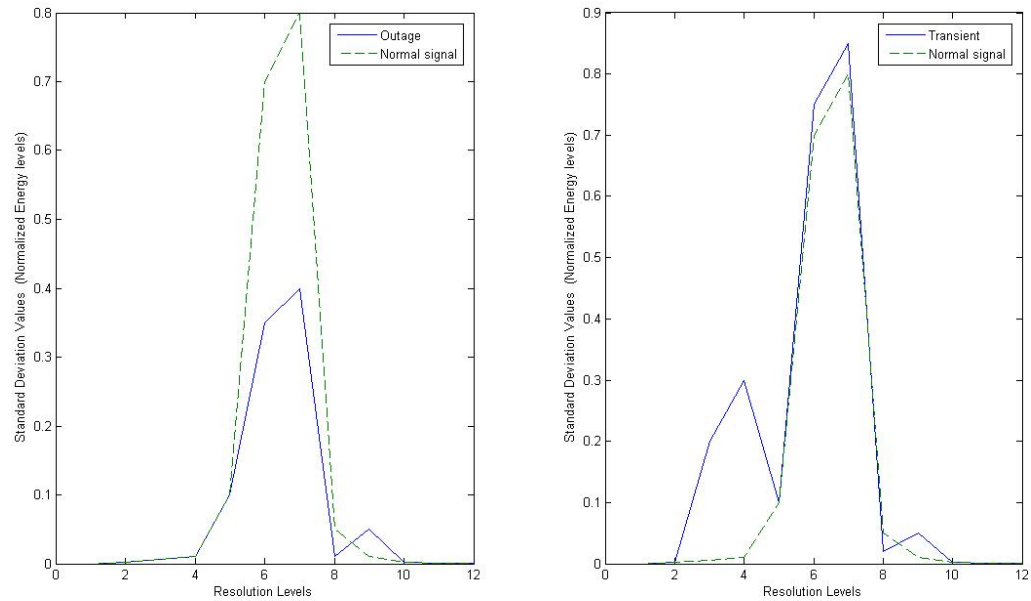 0.8
0.7
0.6
0.5
0.4
0.3
0.2
0.1
0
0 2 4 6 8 10 12
Standard Deviation Values (Normalized Energy levels)
Resolution Levels
Outage
Normal signal
0.9
0.8
0.7
0.6
0.5
0.4
0.3
0.2
0.1
0
0 2 4 6 8 10 12
Standard Deviation Values (Normalized Energy levels)
Resolution Levels
Transient
Normal signal